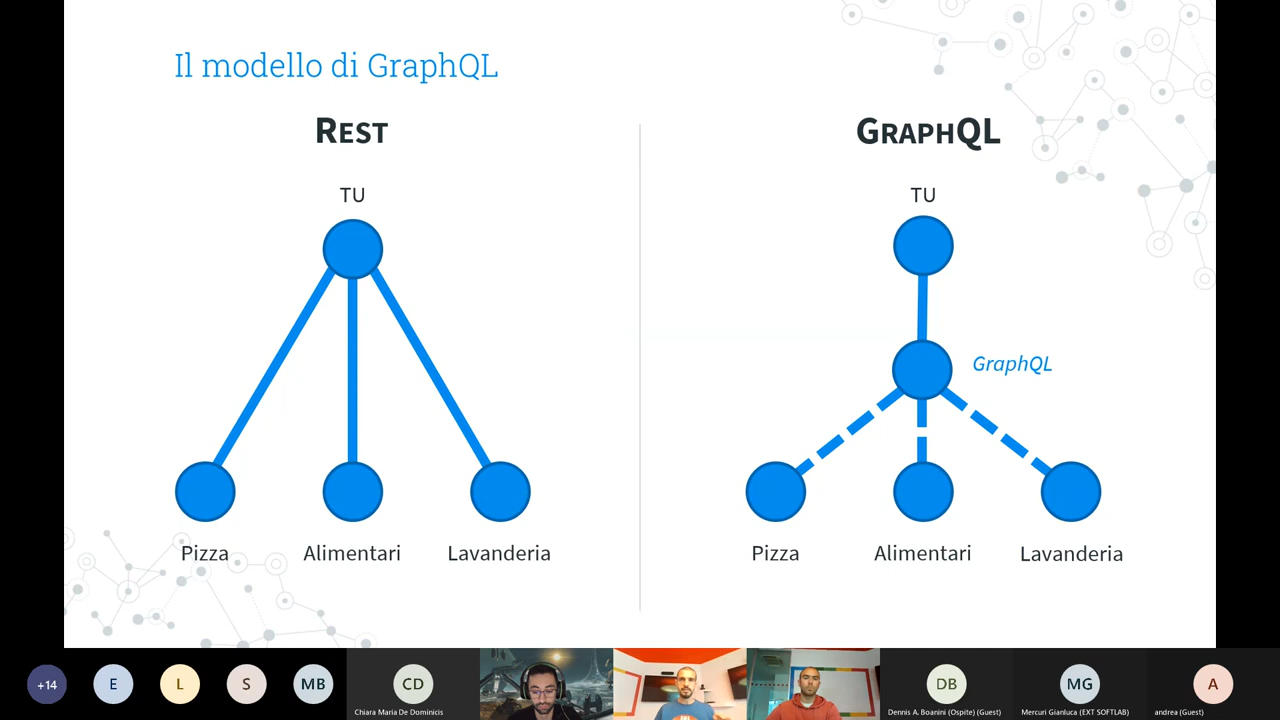 Il modello di GraphQL
REST
TU
Pizza
Alimentari
Lavanderia
GRAPHQL
TU
GraphQL
Pizza
Alimentari
Lavanderia
+14
E
L
S
MB
CD
Chiara Maria De Dominicis
DB
Dennis A. Boanini (Ospite) (Guest)
MG
Mercuri Gianluca (EXT SOFTLAB)
A
andrea (Guest)